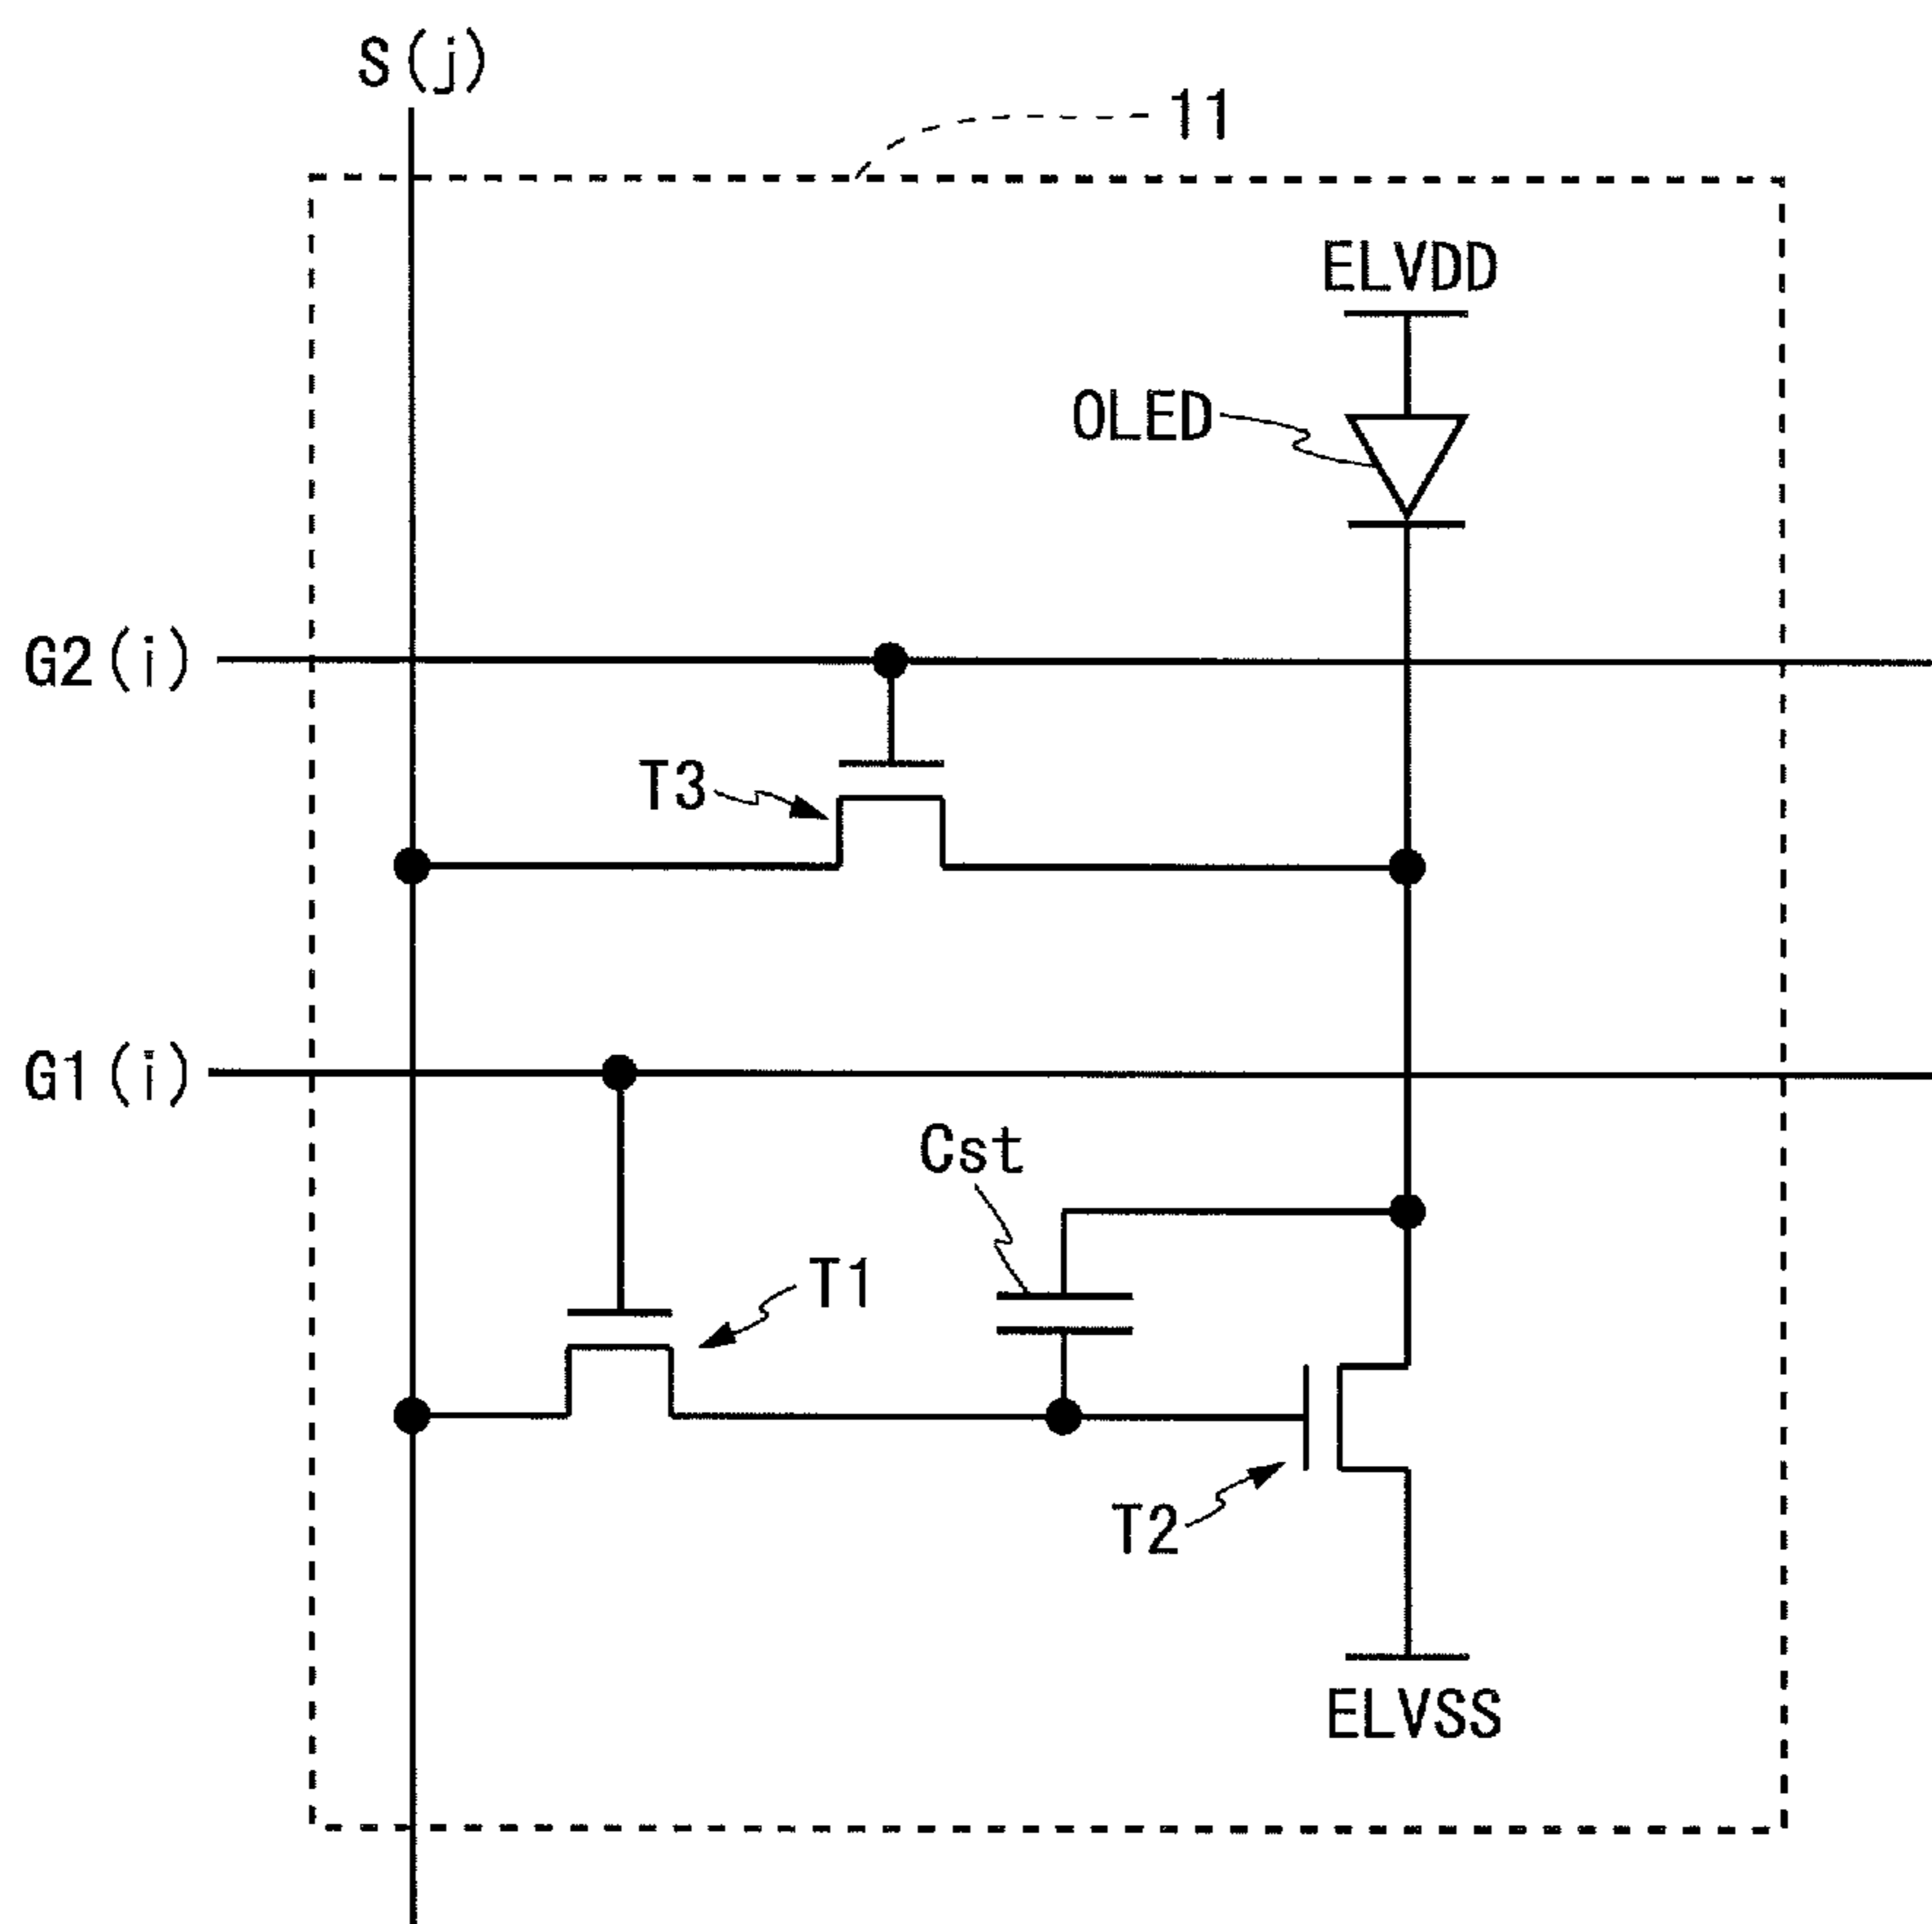 S(j)
11
ELVDD
OLED
G2(i)
T3
G1(i)
Cst
T1
T2
ELVSS